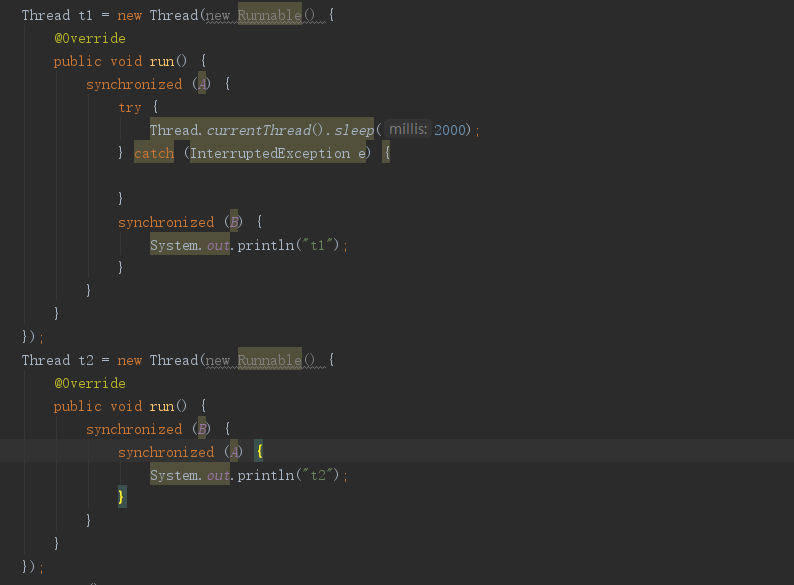 Thread t1 = new Thread(new Runnable() {
    @Override
    public void run() {
        synchronized (A) {
            try {
                Thread.currentThread().sleep( millis: 2000);
            } catch (InterruptedException e) {

            }
            synchronized (B) {
                System.out.println("t1");
            }
        }
    }
});
Thread t2 = new Thread(new Runnable() {
    @Override
    public void run() {
        synchronized (B) {
            synchronized (A) {
                System.out.println("t2");
            }
        }
    }
});